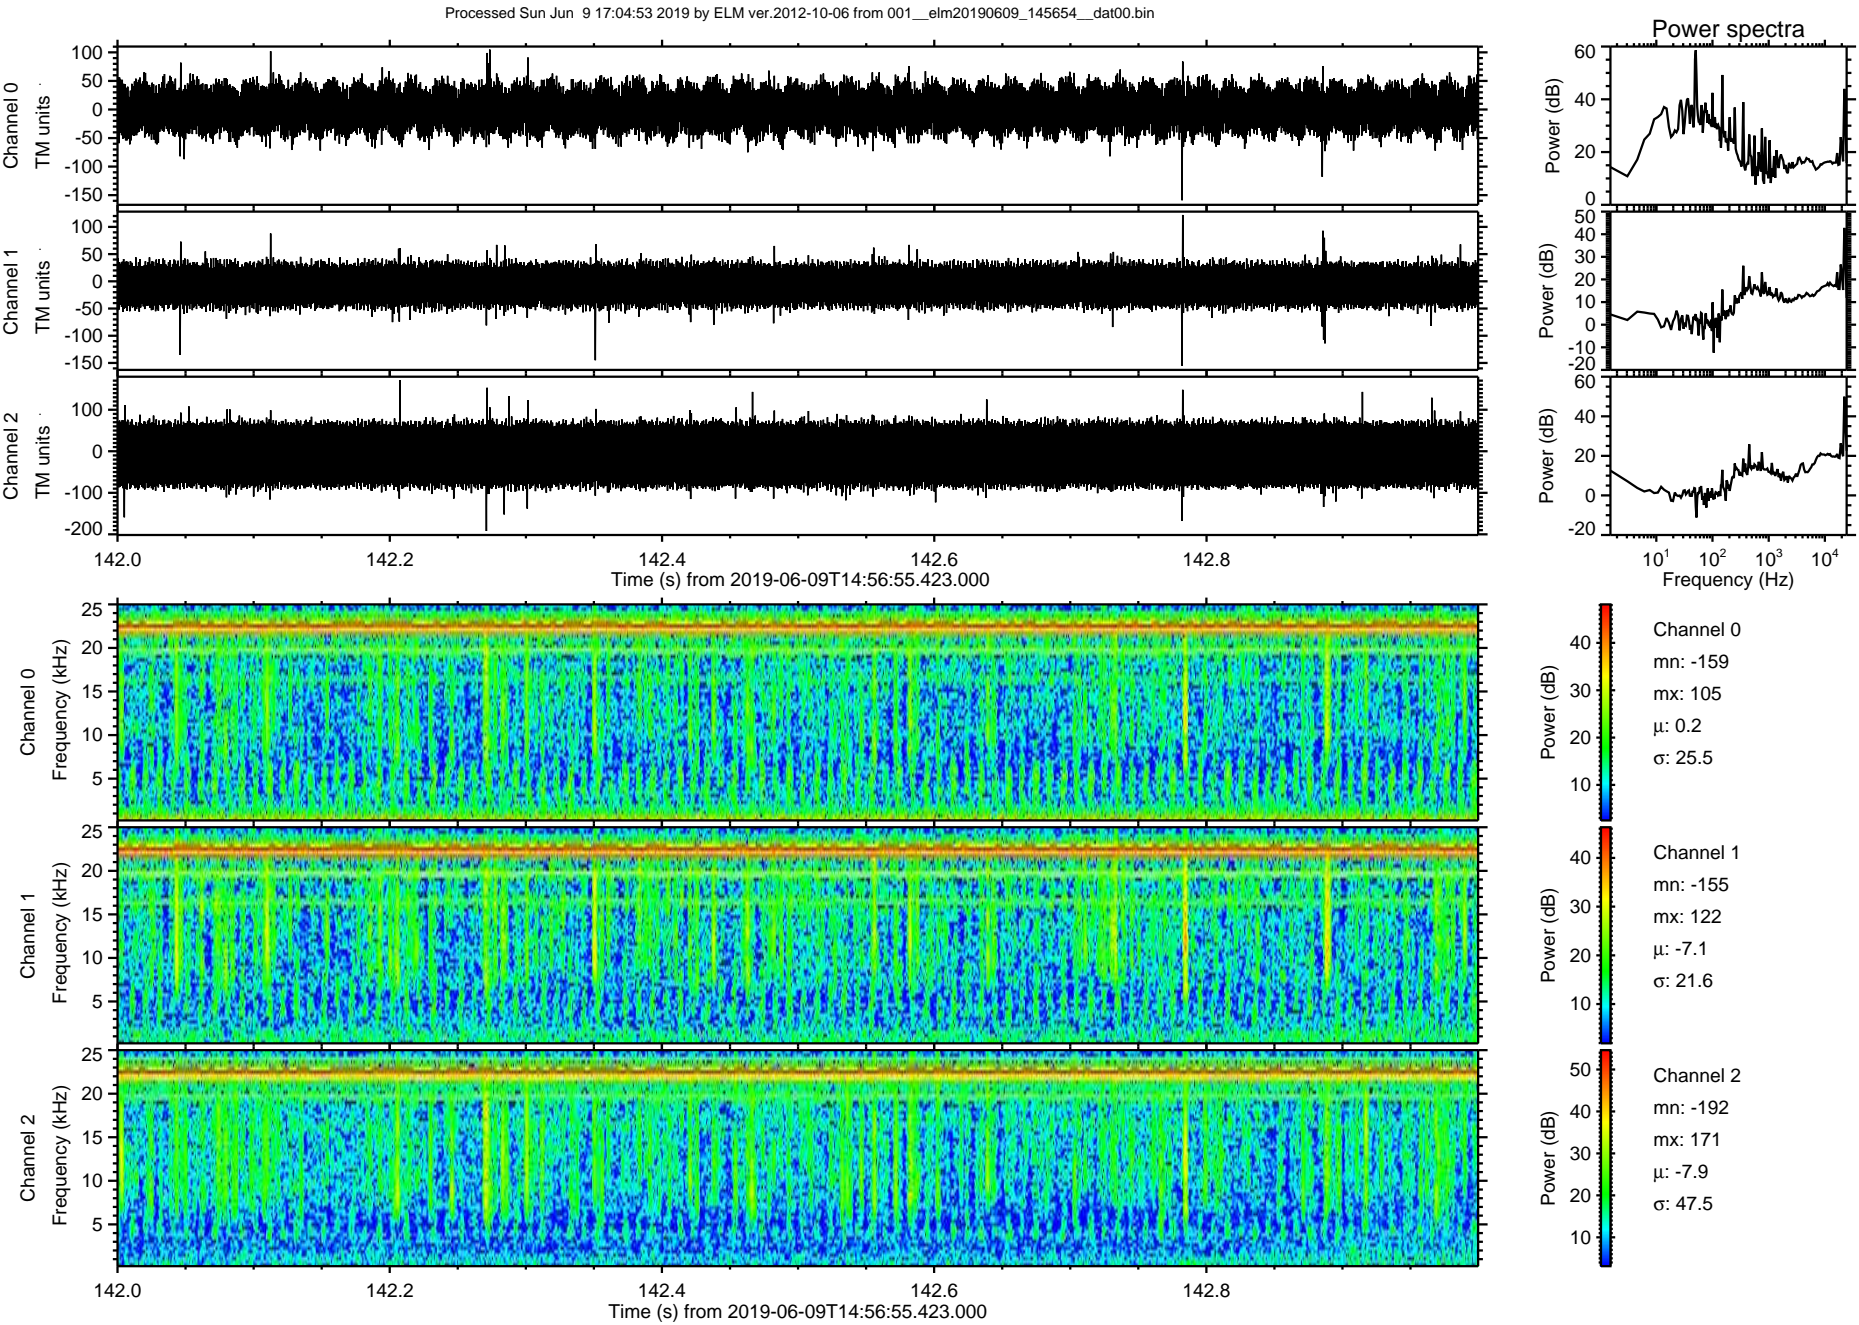 Processed Sun Jun  9 17:04:53 2019 by ELM ver.2012-10-06 from 001__elm20190609_145654__dat00.bin
Power spectra
Channel 0
TM units
100
50
0
-50
-100
-150
Power (dB)
60
40
20
0
Channel 1
TM units
100
50
0
-50
-100
-150
Power (dB)
50
40
30
20
10
0
-10
-20
Channel 2
TM units
100
0
-100
-200
Power (dB)
60
40
20
0
-20
142.0
142.2
142.4
142.6
142.8
Time (s) from 2019-06-09T14:56:55.423.000
10^1
10^2
10^3
10^4
Frequency (Hz)
Channel 0
Frequency (kHz)
25
20
15
10
5
Power (dB)
40
30
20
10
Channel 0
mn: -159
mx: 105
μ: 0.2
σ: 25.5
Channel 1
Frequency (kHz)
25
20
15
10
5
Power (dB)
40
30
20
10
Channel 1
mn: -155
mx: 122
μ: -7.1
σ: 21.6
Channel 2
Frequency (kHz)
25
20
15
10
5
Power (dB)
50
40
30
20
10
Channel 2
mn: -192
mx: 171
μ: -7.9
σ: 47.5
142.0
142.2
142.4
142.6
142.8
Time (s) from 2019-06-09T14:56:55.423.000